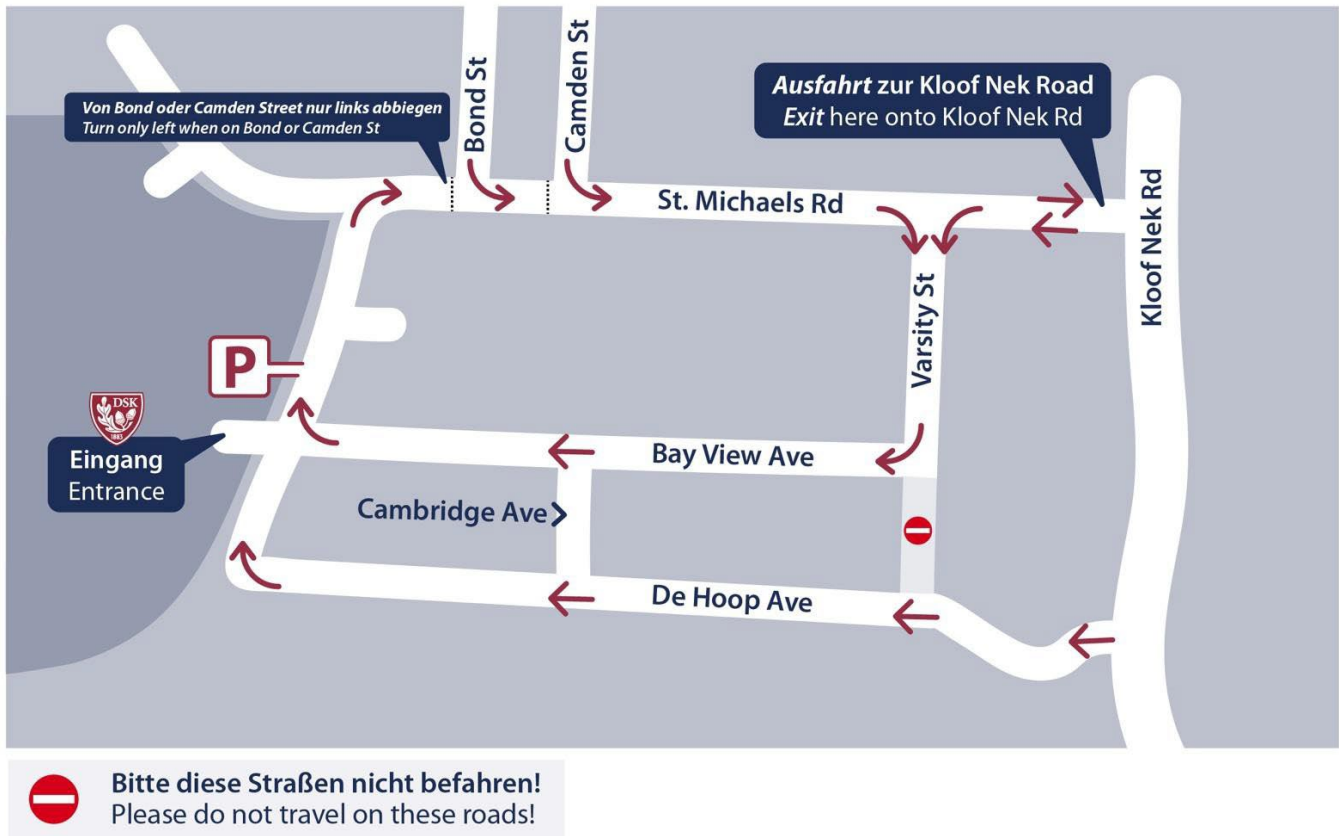 Bond St
Camden St
Von Bond oder Camden Street nur links abbiegen
Turn only left when on Bond or Camden St
Ausfahrt zur Kloof Nek Road
Exit here onto Kloof Nek Rd
St. Michaels Rd
Kloof Nek Rd
Varsity St
P
DSK
1883
Eingang
Entrance
Bay View Ave
Cambridge Ave
De Hoop Ave
Bitte diese Straßen nicht befahren!
Please do not travel on these roads!